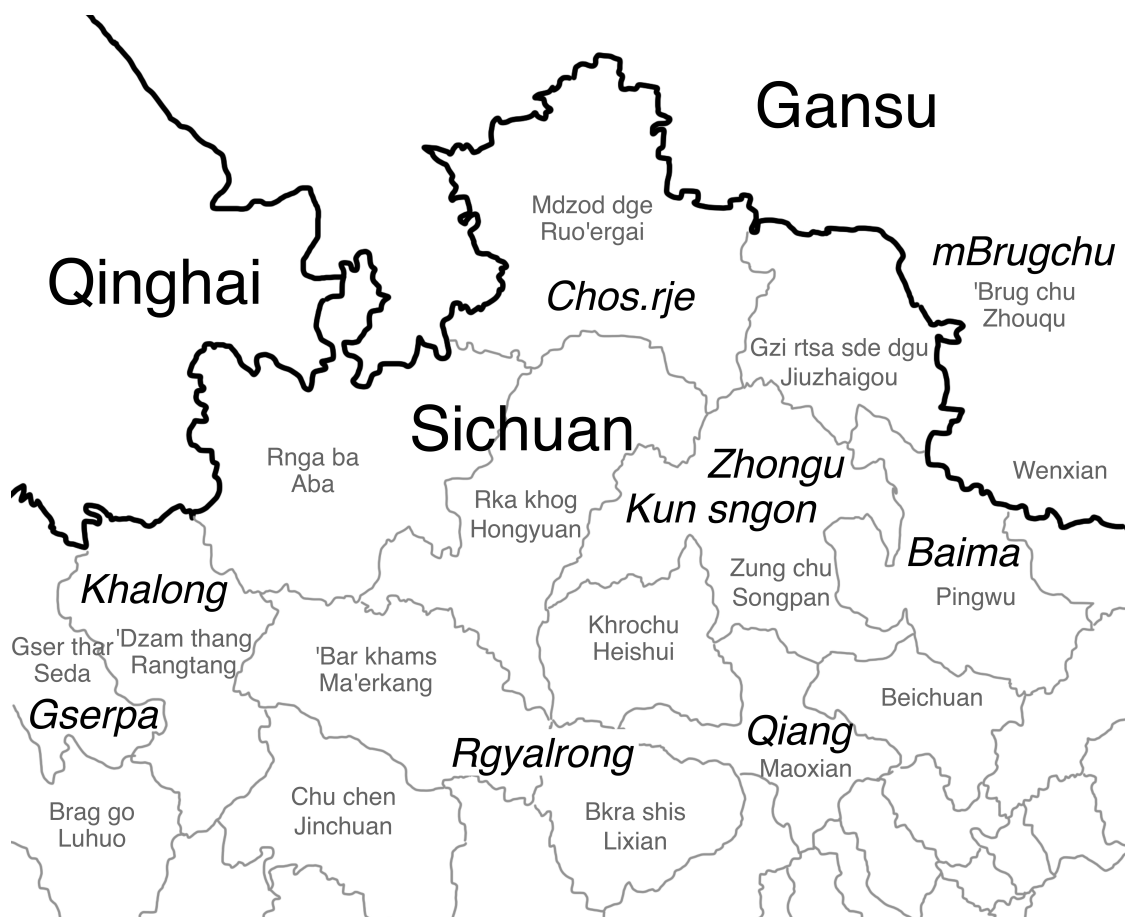 Gansu
Mdzod dge
Ruo'ergai
mBrugchu
Qinghai
Chos.rje
'Brug chu
Zhouqu
Gzi rtsa sde dgu
Jiuzhaigou
Sichuan
Rnga ba
Aba
Zhongu
Wenxian
Rka khog
Hongyuan
Kun sngon
Baima
Zung chu
Songpan
Pingwu
Khalong
Khrochu
Heishui
Gser thar
Seda
'Dzam thang
Rangtang
'Bar khams
Ma'erkang
Beichuan
Gserpa
Qiang
Maoxian
Rgyalrong
Brag go
Luhuo
Chu chen
Jinchuan
Bkra shis
Lixian